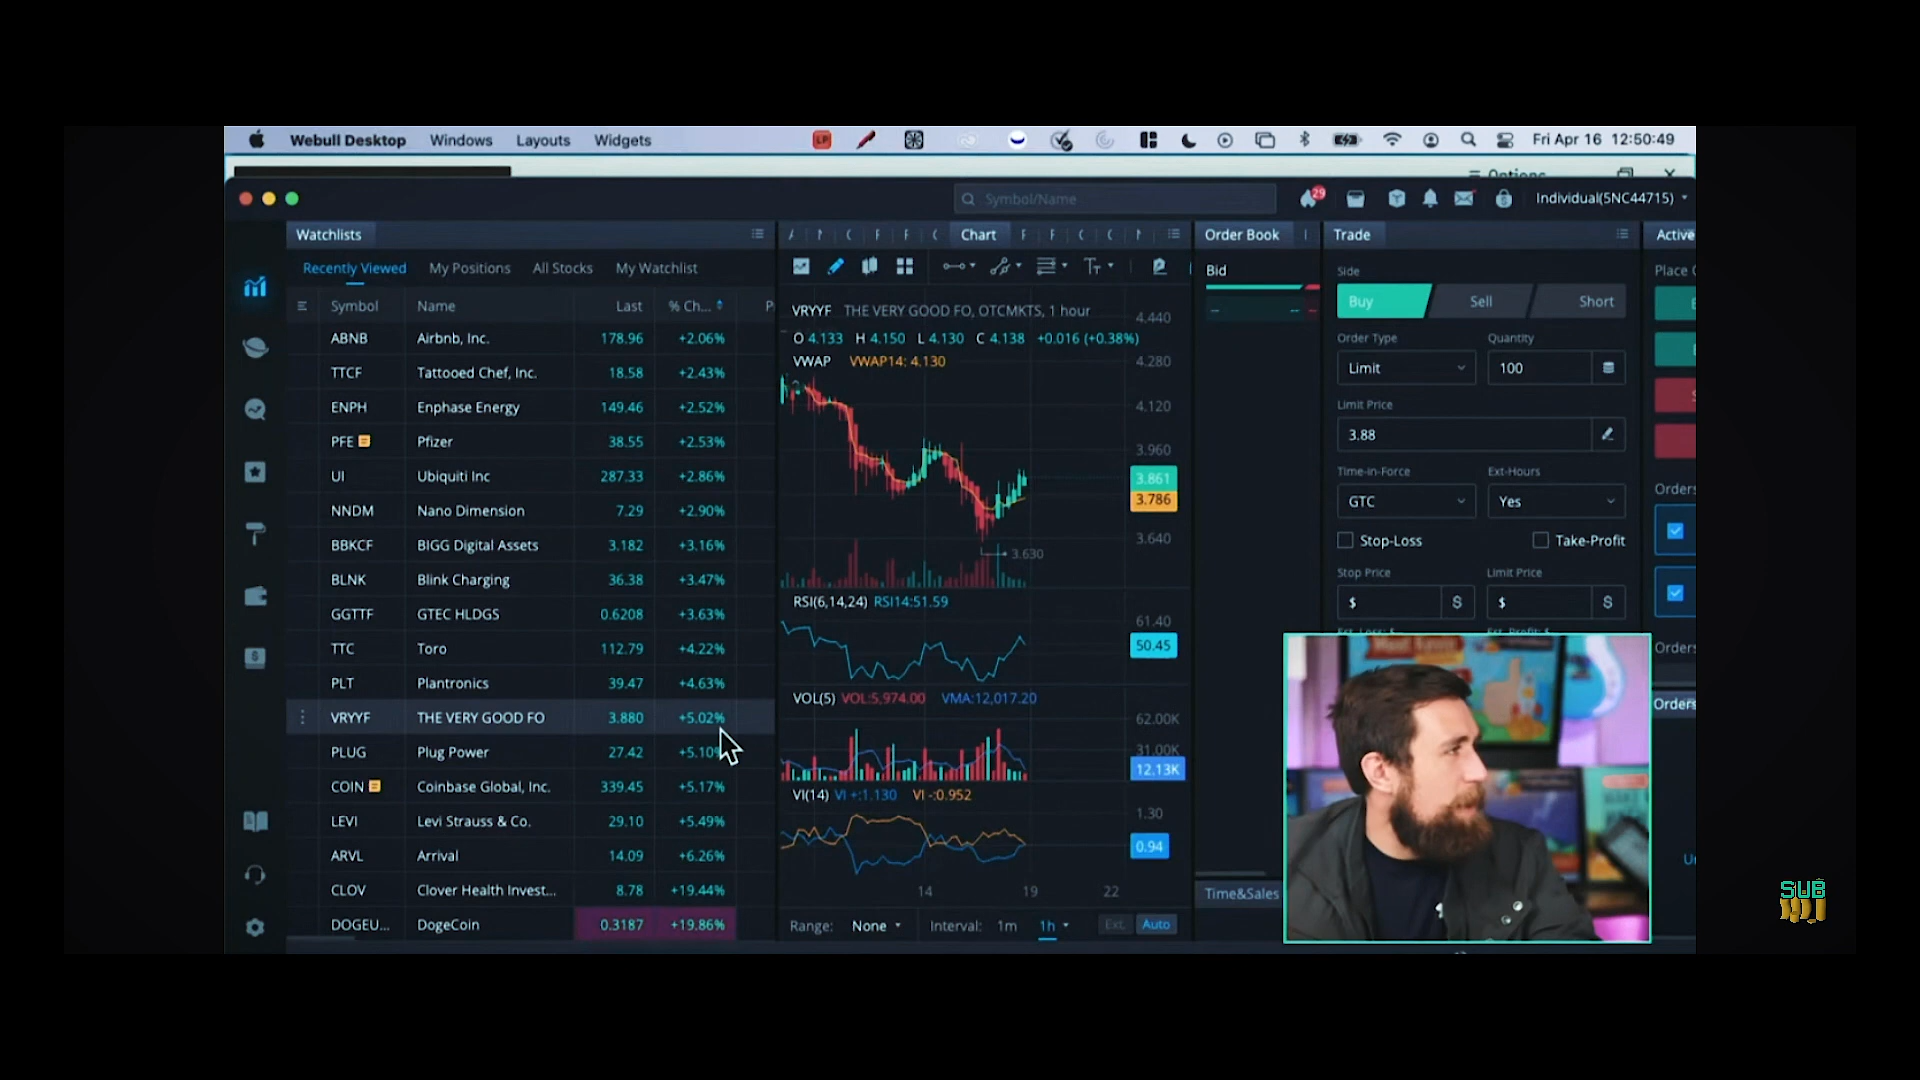 Webull Desktop Windows Layouts Widgets Fri Apr 16 12:50:49
Options
Symbol/Name 29 Individual(5NC44715)
Watchlists Chart Order Book Trade Active
Recently Viewed My Positions All Stocks My Watchlist
Symbol Name Last % Ch...
ABNB Airbnb, Inc. 178.96 +2.06%
TTCF Tattooed Chef, Inc. 18.58 +2.43%
ENPH Enphase Energy 149.46 +2.52%
PFE Pfizer 38.55 +2.53%
UI Ubiquiti Inc 287.33 +2.86%
NNDM Nano Dimension 7.29 +2.90%
BBKCF BIGG Digital Assets 3.182 +3.16%
BLNK Blink Charging 36.38 +3.47%
GGTTF GTEC HLDGS 0.6208 +3.63%
TTC Toro 112.79 +4.22%
PLT Plantronics 39.47 +4.63%
VRYYF THE VERY GOOD FO 3.880 +5.02%
PLUG Plug Power 27.42 +5.10%
COIN Coinbase Global, Inc. 339.45 +5.17%
LEVI Levi Strauss & Co. 29.10 +5.49%
ARVL Arrival 14.09 +6.26%
CLOV Clover Health Invest... 8.78 +19.44%
DOGEU... DogeCoin 0.3187 +19.86%
VRYYF THE VERY GOOD FO, OTCMKTS, 1 hour
O 4.133 H 4.150 L 4.130 C 4.138 +0.016 (+0.38%)
VWAP VWAP14: 4.130
4.440
4.280
4.120
3.960
3.861
3.786
3.640
3.630
RSI(6,14,24) RSI14:51.59
61.40
50.45
VOL(5) VOL:5,974.00 VMA:12,017.20
62.00K
31.00K
12.13K
VI(14) VI +:1.130 VI -:0.952
1.30
0.94
14 19 22
Range: None Interval: 1m 1h Ext. Auto
Bid
Time&Sales
Side
Buy Sell Short
Order Type Quantity
Limit 100
Limit Price
3.88
Time-in-Force Ext-Hours
GTC Yes
Stop-Loss Take-Profit
Stop Price Limit Price
$ $ $ $
Place
Orders
Orders
Orders
SUB